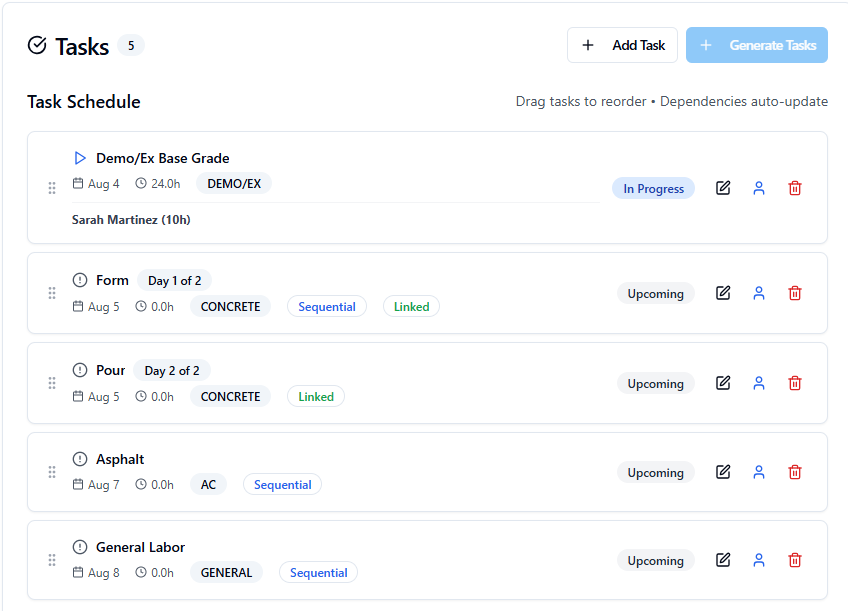 Tasks 5
Add Task
Generate Tasks
Task Schedule
Drag tasks to reorder • Dependencies auto-update
Demo/Ex Base Grade
Aug 4 24.0h DEMO/EX
In Progress
Sarah Martinez (10h)
Form Day 1 of 2
Aug 5 0.0h CONCRETE Sequential Linked
Upcoming
Pour Day 2 of 2
Aug 5 0.0h CONCRETE Linked
Upcoming
Asphalt
Aug 7 0.0h AC Sequential
Upcoming
General Labor
Aug 8 0.0h GENERAL Sequential
Upcoming